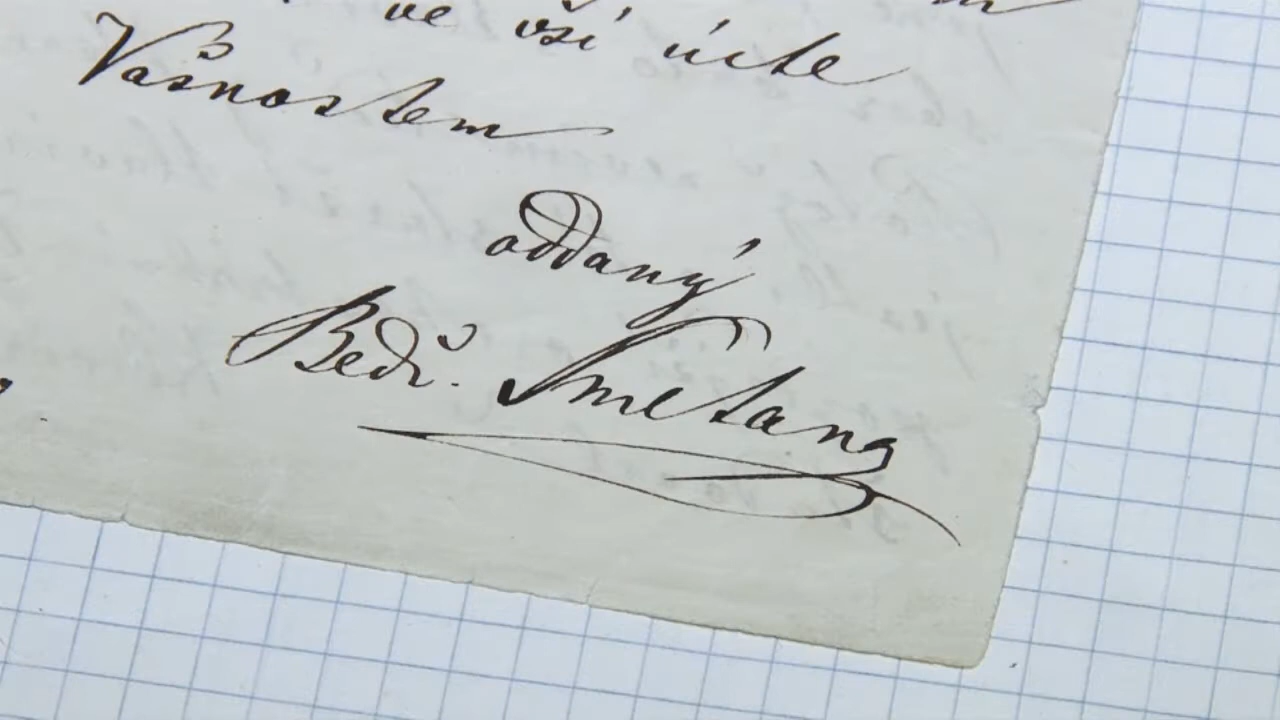 ve vší úctě
Vašnostem
oddaný
Bedř. Smetana